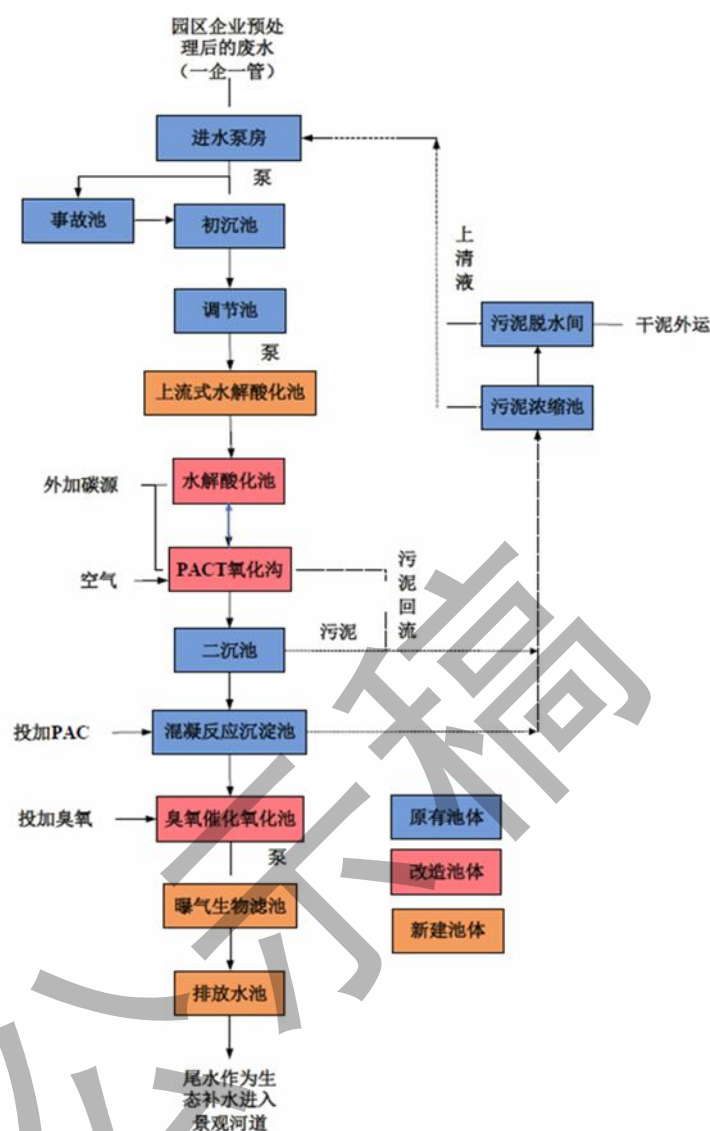 园区企业预处
理后的废水
（一企一管）
进水泵房
泵
事故池
初沉池
上
清
液
调节池
污泥脱水间
干泥外运
泵
上流式水解酸化池
污泥浓缩池
水解酸化池
外加碳源
PACT氧化沟
空气
污
泥
回
流
污泥
二沉池
投加PAC
混凝反应沉淀池
投加臭氧
臭氧催化氧化池
原有池体
泵
改造池体
曝气生物滤池
新建池体
排放水池
尾水作为生
态补水进入
景观河道
公示稿